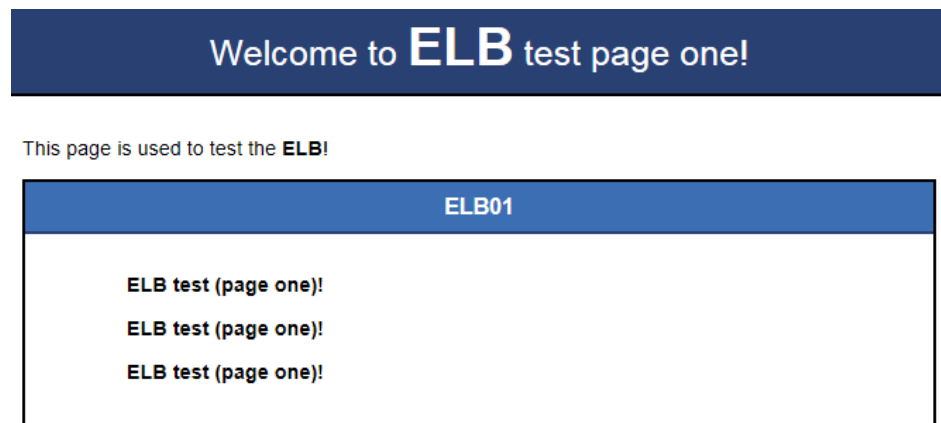 Welcome to ELB test page one!
This page is used to test the ELB!
ELB01
ELB test (page one)!
ELB test (page one)!
ELB test (page one)!